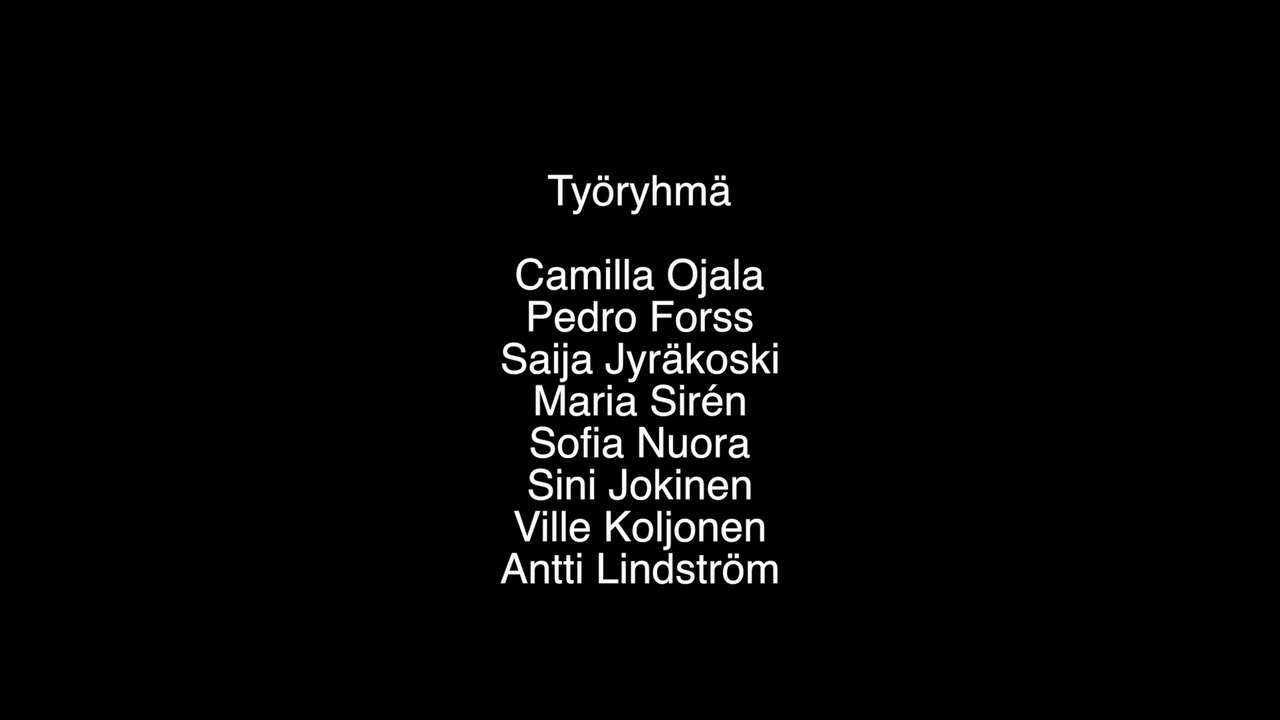 Työryhmä
Camilla Ojala
Pedro Forss
Saija Jyräkoski
Maria Sirén
Sofia Nuora
Sini Jokinen
Ville Koljonen
Antti Lindström